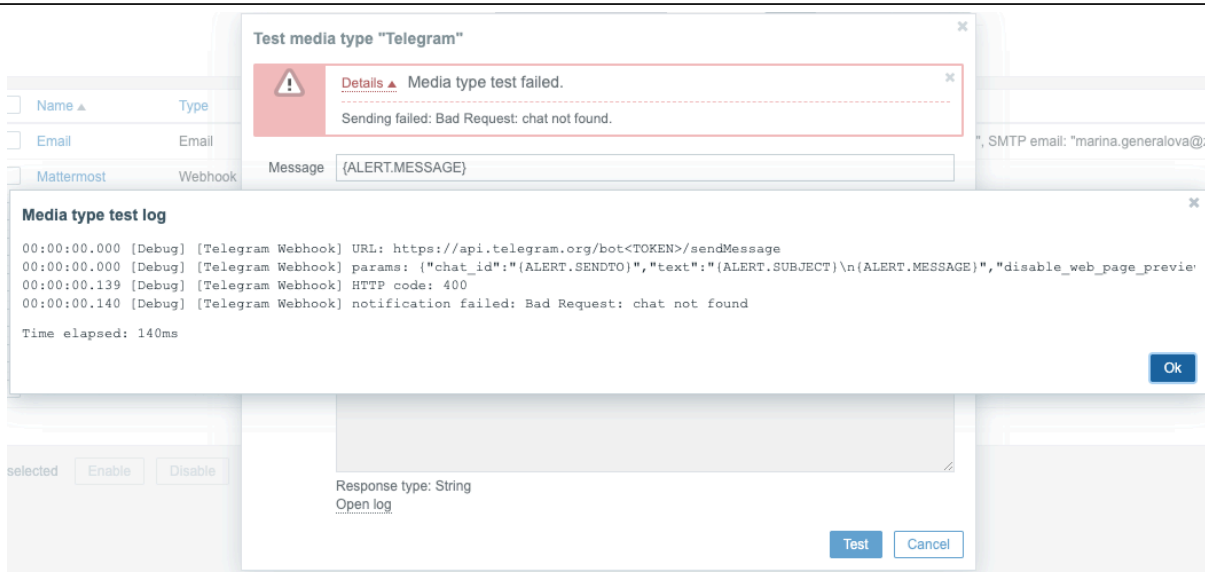 Test media type "Telegram"
Details Media type test failed.
Sending failed: Bad Request: chat not found.
Name Type
Email Email ", SMTP email: "marina.generalova@
Mattermost Webhook
Message {ALERT.MESSAGE}
Media type test log
00:00:00.000 [Debug] [Telegram Webhook] URL: https://api.telegram.org/bot<TOKEN>/sendMessage
00:00:00.000 [Debug] [Telegram Webhook] params: {"chat_id":"{ALERT.SENDTO}","text":"{ALERT.SUBJECT}\n{ALERT.MESSAGE}","disable_web_page_preview
00:00:00.139 [Debug] [Telegram Webhook] HTTP code: 400
00:00:00.140 [Debug] [Telegram Webhook] notification failed: Bad Request: chat not found
Time elapsed: 140ms
Ok
selected Enable Disable
Response type: String
Open log
Test Cancel